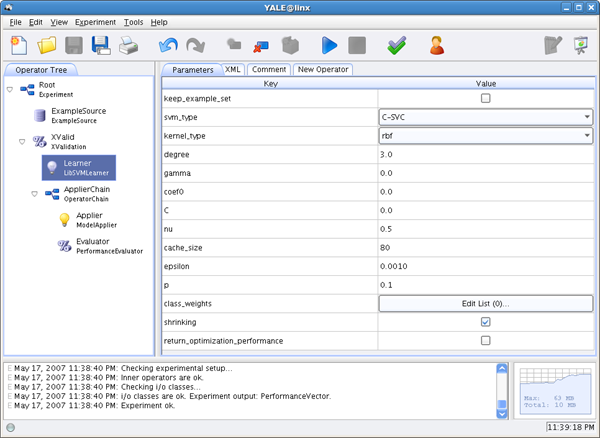 YALE@linx
File Edit View Experiment Tools Help
Operator Tree
Root
Experiment
ExampleSource
ExampleSource
XValid
XValidation
Learner
LibSVMLearner
ApplierChain
OperatorChain
Applier
ModelApplier
Evaluator
PerformanceEvaluator
Parameters XML Comment New Operator
Key Value
keep_example_set
svm_type C-SVC
kernel_type rbf
degree 3.0
gamma 0.0
coef0 0.0
C 0.0
nu 0.5
cache_size 80
epsilon 0.0010
p 0.1
class_weights Edit List (0)...
shrinking
return_optimization_performance
E May 17, 2007 11:38:40 PM: Checking experimental setup...
E May 17, 2007 11:38:40 PM: Inner operators are ok.
E May 17, 2007 11:38:40 PM: Checking i/o classes...
E May 17, 2007 11:38:40 PM: i/o classes are ok. Experiment output: PerformanceVector.
E May 17, 2007 11:38:40 PM: Experiment ok.
Max: 63 MB
Total: 10 MB
11:39:18 PM